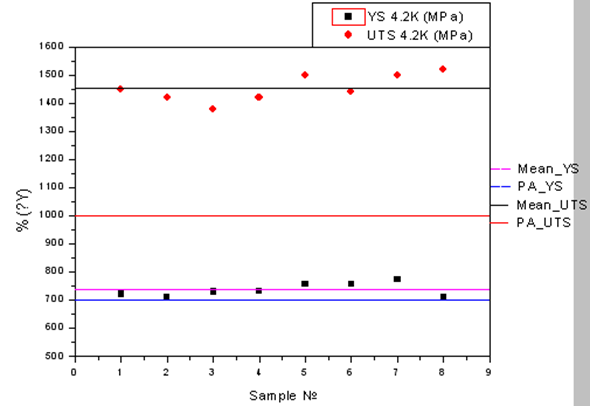 YS 4.2K (MPa)
UTS 4.2K (MPa)
1600
1500
1400
1300
1200
1100
1000
900
800
700
600
500
% (?Y)
0 1 2 3 4 5 6 7 8 9
Sample №
Mean_YS
PA_YS
Mean_UTS
PA_UTS